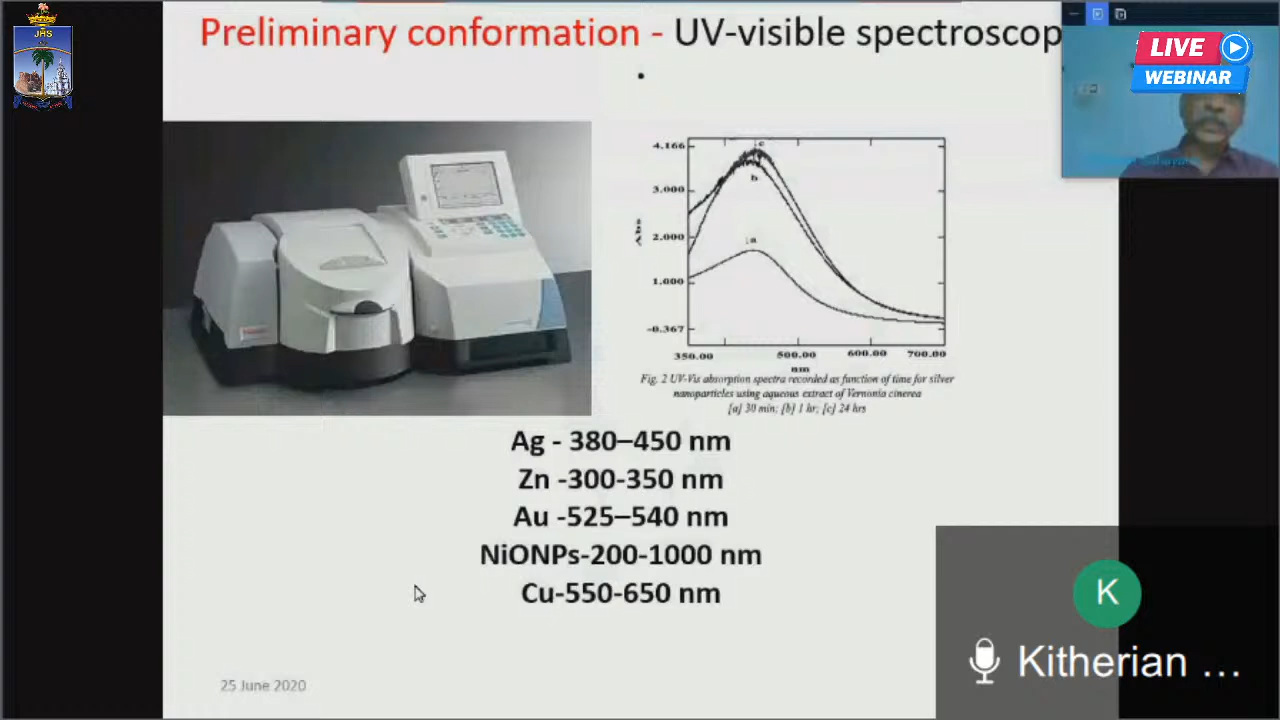 Preliminary conformation - UV-visible spectroscop
JHS
LIVE
WEBINAR
4.166
3.000
2.000
1.000
-0.367
Abs
c
b
a
350.00 500.00 600.00 700.00
nm
Fig. 2 UV-Vis absorption spectra recorded as function of time for silver
nanoparticles using aqueous extract of Vernonia cinerea
[a] 30 min; [b] 1 hr; [c] 24 hrs
Ag - 380–450 nm
Zn -300-350 nm
Au -525–540 nm
NiONPs-200-1000 nm
Cu-550-650 nm
25 June 2020
K
Kitherian ...